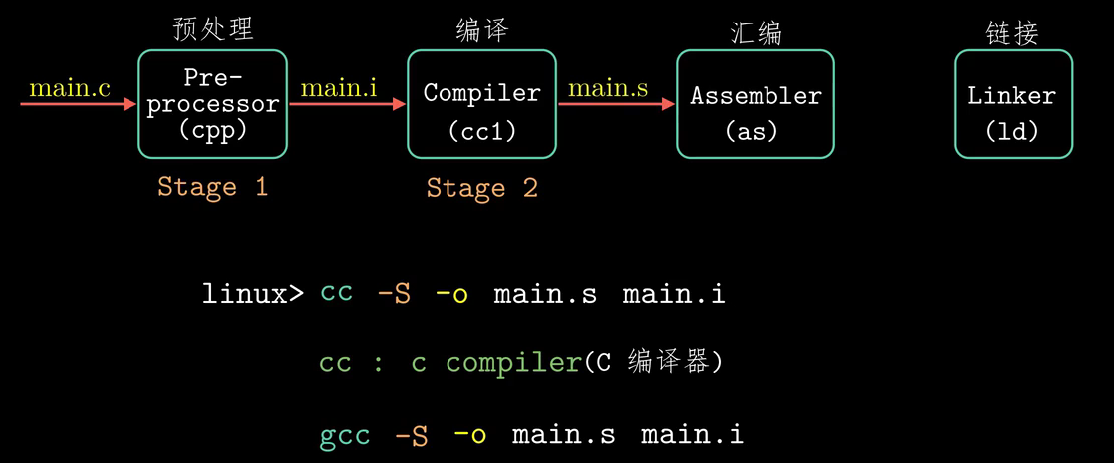 预处理 编译 汇编 链接
main.c Pre-
processor
(cpp) main.i Compiler
(cc1) main.s Assembler
(as) Linker
(ld)
Stage 1 Stage 2
linux> cc -S -o main.s main.i
cc : c compiler(C 编译器)
gcc -S -o main.s main.i